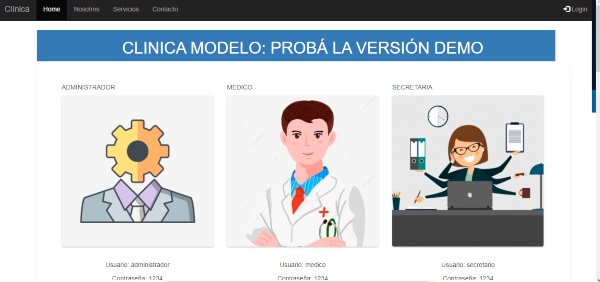 Clínica Home Nosotros Servicios Contacto Login
CLINICA MODELO: PROBÁ LA VERSIÓN DEMO
ADMINISTRADOR MEDICO SECRETARIA
Usuario: administrador Usuario: medico Usuario: secretario
Contraseña: 1234 Contraseña: 1234 Contraseña: 1234